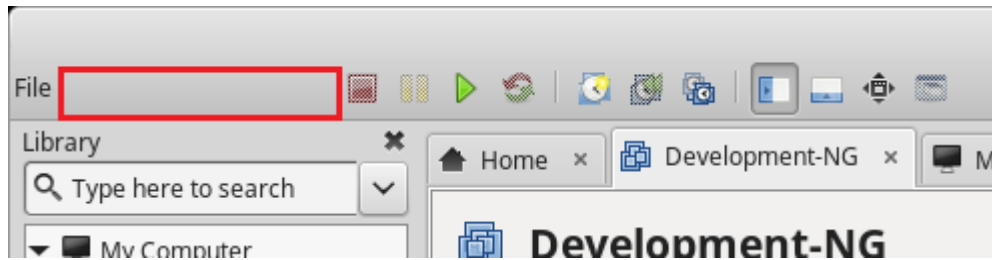 File
Library
Home
Development-NG
M
Type here to search
My Computer
Development-NG